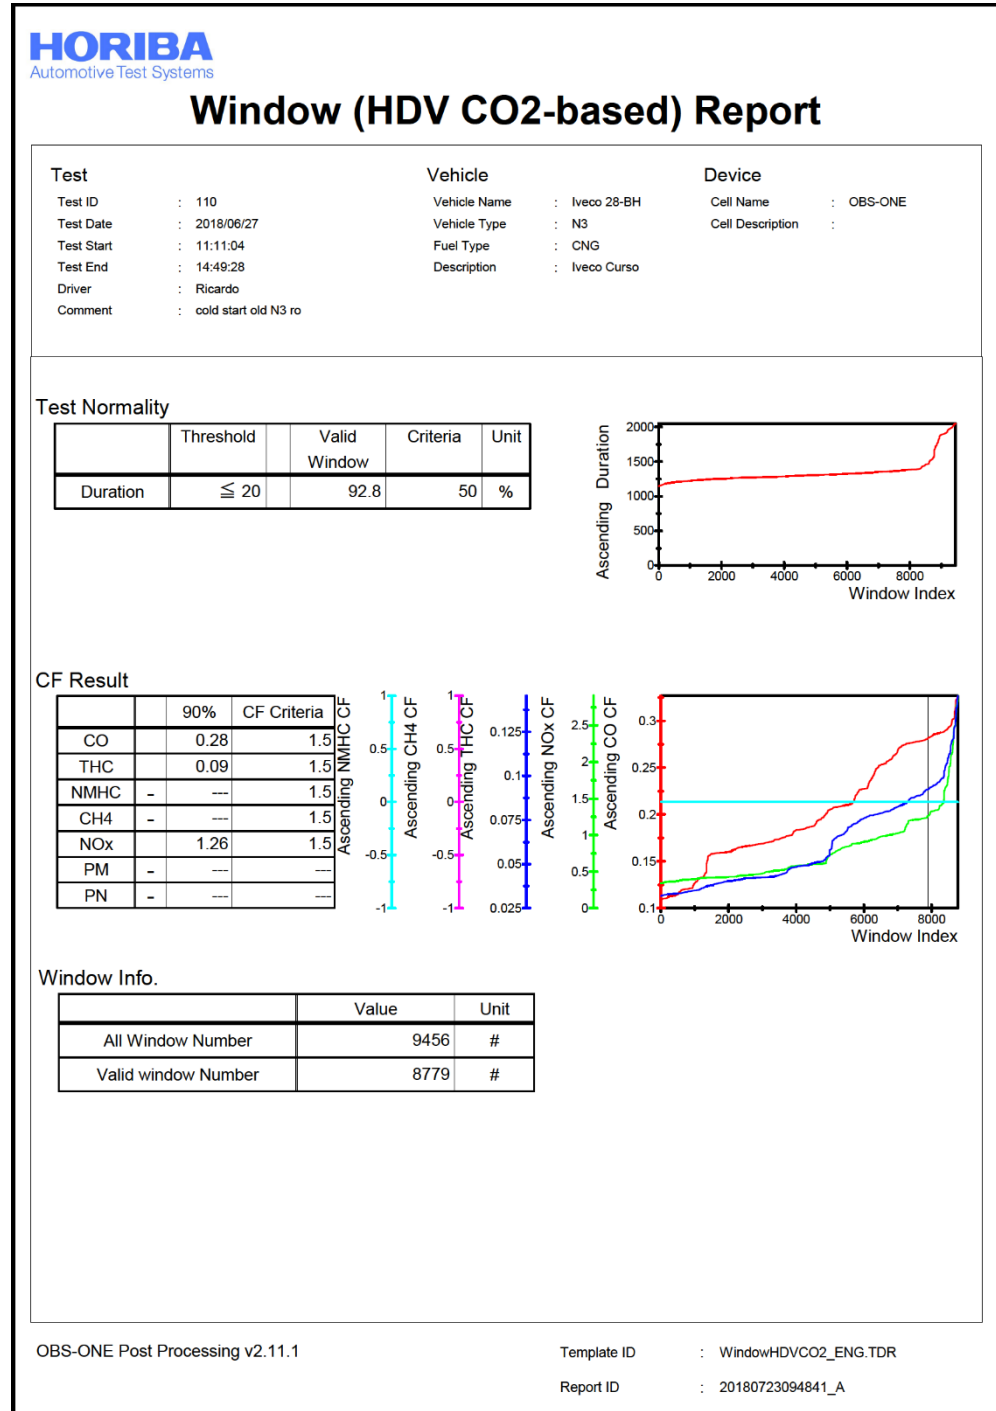 HORIBA
Automotive Test Systems
Window (HDV CO2-based) Report
Test
Test ID : 110
Test Date : 2018/06/27
Test Start : 11:11:04
Test End : 14:49:28
Driver : Ricardo
Comment : cold start old N3 ro
Vehicle
Vehicle Name : Iveco 28-BH
Vehicle Type : N3
Fuel Type : CNG
Description : Iveco Curso
Device
Cell Name : OBS-ONE
Cell Description :
Test Normality
Threshold Valid Window Criteria Unit
Duration ≦ 20 92.8 50 %
Ascending Duration
2000
1500
1000
500
0
0 2000 4000 6000 8000
Window Index
CF Result
90% CF Criteria
CO 0.28 1.5
THC 0.09 1.5
NMHC - --- 1.5
CH4 - --- 1.5
NOx 1.26 1.5
PM - --- ---
PN - --- ---
Ascending NMHC CF
1
0.5
0
-0.5
-1
Ascending CH4 CF
1
0.5
0
-0.5
-1
Ascending THC CF
0.125
0.1
0.075
0.05
0.025
Ascending NOx CF
2.5
2
1.5
1
0.5
0
Ascending CO CF
0.3
0.25
0.2
0.15
0.1
0 2000 4000 6000 8000
Window Index
Window Info.
Value Unit
All Window Number 9456 #
Valid window Number 8779 #
OBS-ONE Post Processing v2.11.1
Template ID : WindowHDVCO2_ENG.TDR
Report ID : 20180723094841_A